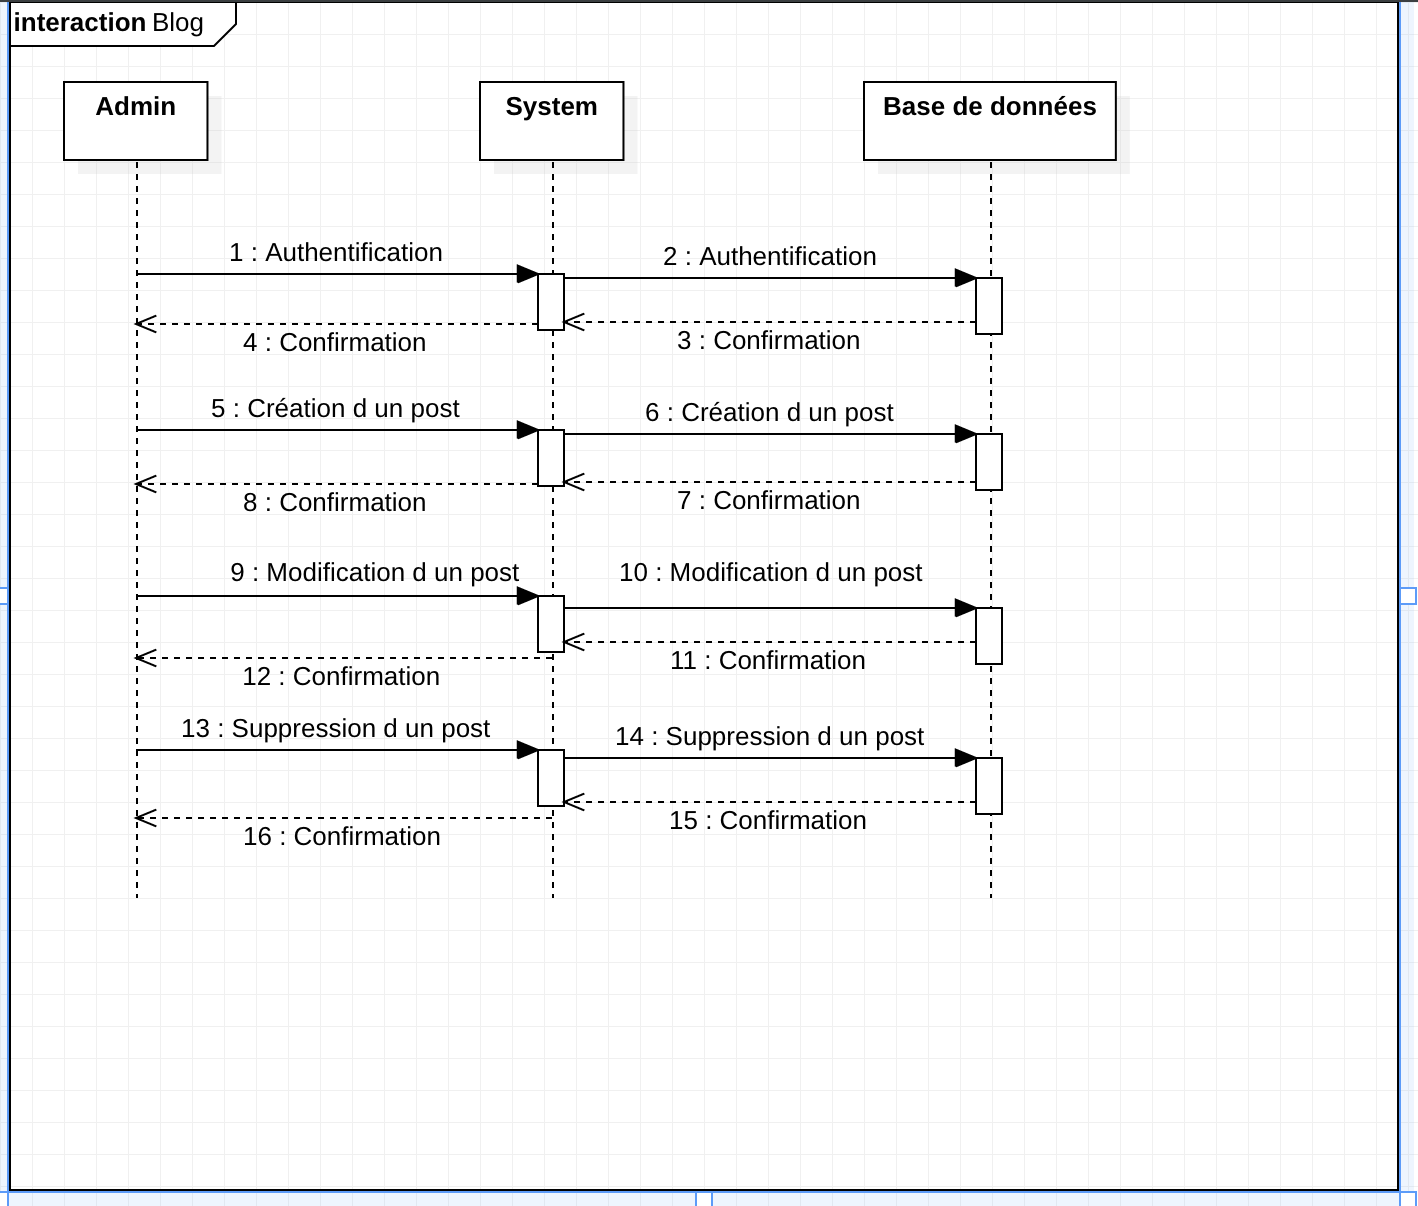 interaction Blog
Admin
System
Base de données
1 : Authentification
2 : Authentification
3 : Confirmation
4 : Confirmation
5 : Création d un post
6 : Création d un post
7 : Confirmation
8 : Confirmation
9 : Modification d un post
10 : Modification d un post
11 : Confirmation
12 : Confirmation
13 : Suppression d un post
14 : Suppression d un post
15 : Confirmation
16 : Confirmation